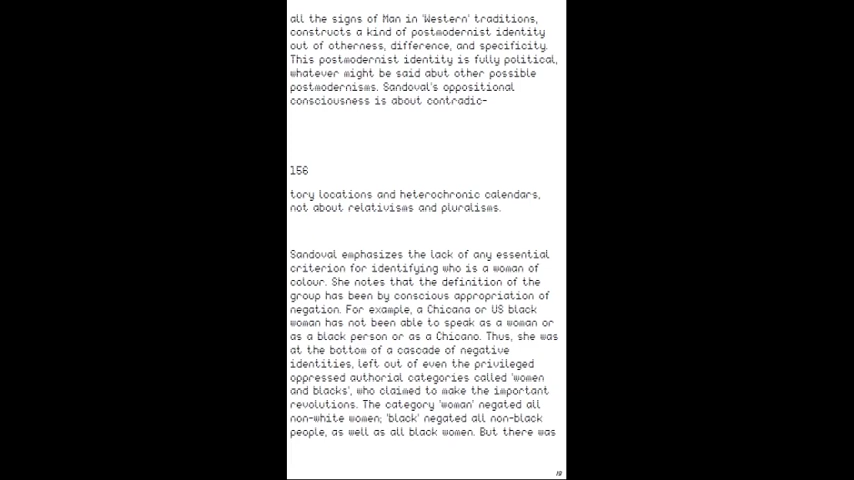 all the signs of Man in 'Western' traditions,
constructs a kind of postmodernist identity
out of otherness, difference, and specificity.
This postmodernist identity is fully political,
whatever might be said abut other possible
postmodernisms. Sandoval's oppositional
consciousness is about contradic-
156
tory locations and heterochronic calendars,
not about relativisms and pluralisms.
Sandoval emphasizes the lack of any essential
criterion for identifying who is a woman of
colour. She notes that the definition of the
group has been by conscious appropriation of
negation. For example, a Chicana or US black
woman has not been able to speak as a woman or
as a black person or as a Chicano. Thus, she was
at the bottom of a cascade of negative
identities, left out of even the privileged
oppressed authorial categories called 'women
and blacks', who claimed to make the important
revolutions. The category 'woman' negated all
non-white women; 'black' negated all non-black
people, as well as all black women. But there was
19